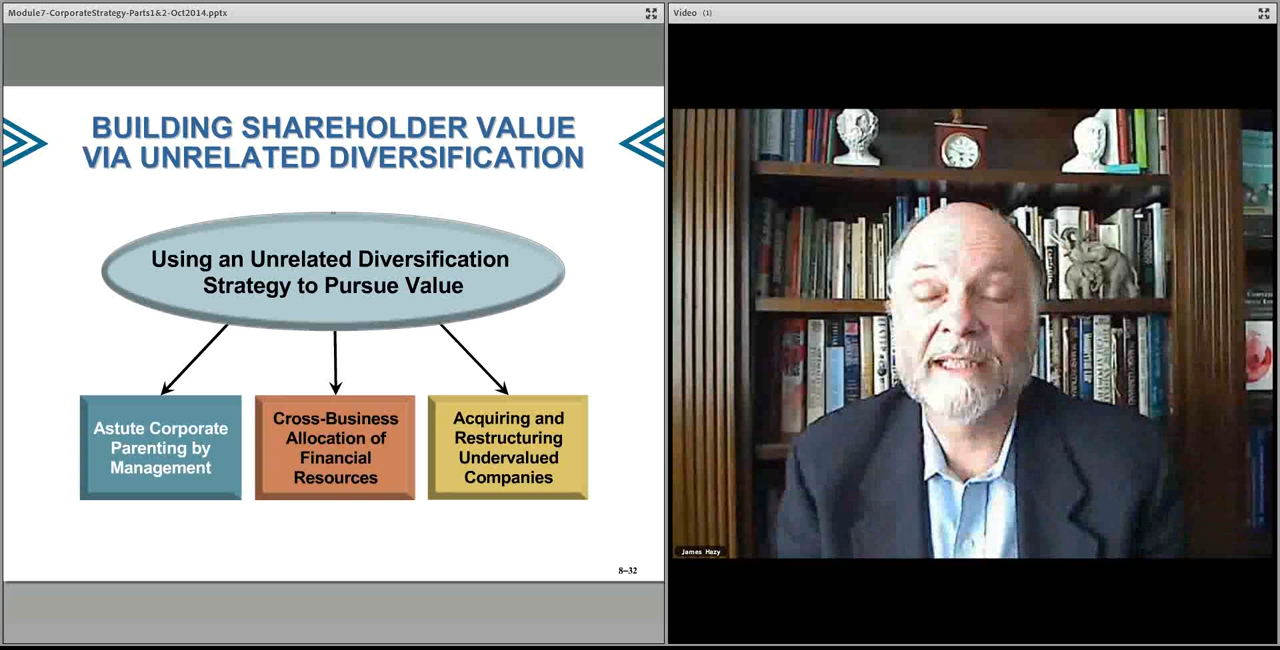 Module7-CorporateStrategy-Parts1&2-Oct2014.pptx
Video (1)
BUILDING SHAREHOLDER VALUE
VIA UNRELATED DIVERSIFICATION
Using an Unrelated Diversification
Strategy to Pursue Value
Astute Corporate
Parenting by
Management
Cross-Business
Allocation of
Financial
Resources
Acquiring and
Restructuring
Undervalued
Companies
8–32
James Hazy